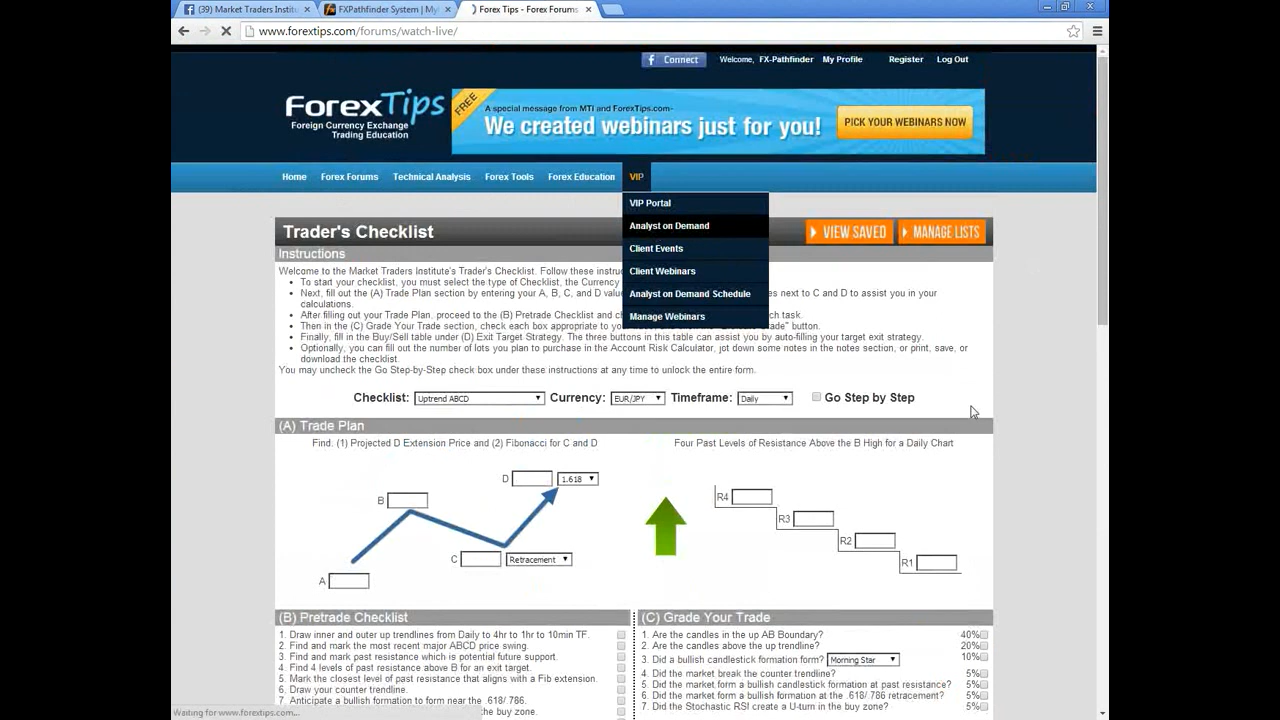 (39) Market Traders Institu
FXPathfinder System | My
Forex Tips - Forex Forums
www.forextips.com/forums/watch-live/
Connect
Welcome, FX-Pathfinder My Profile Register Log Out
ForexTips
Foreign Currency Exchange
Trading Education
FREE
A special message from MTI and ForexTips.com-
We created webinars just for you!
PICK YOUR WEBINARS NOW
Home Forex Forums Technical Analysis Forex Tools Forex Education VIP
VIP Portal
Analyst on Demand
Client Events
Client Webinars
Analyst on Demand Schedule
Manage Webinars
Trader's Checklist
VIEW SAVED
MANAGE LISTS
Instructions
Welcome to the Market Traders Institute's Trader's Checklist. Follow these instruc
• To start your checklist, you must select the type of Checklist, the Currency
• Next, fill out the (A) Trade Plan section by entering your A, B, C, and D valu es next to C and D to assist you in your
calculations.
• After filling out your Trade Plan. proceed to the (B) Pretrade Checklist and ch task.
• Then in the (C) Grade Your Trade section, check each box appropriate to button.
• Finally, fill in the Buy/Sell table under (D) Exit Target Strategy. The three buttons in this table can assist you by auto-filling your target exit strategy.
• Optionally, you can fill out the number of lots you plan to purchase in the Account Risk Calculator, jot down some notes in the notes section, or print, save, or
download the checklist.
You may uncheck the Go Step-by-Step check box under these instructions at any time to unlock the entire form.
Checklist: Uptrend ABCD Currency: EUR/JPY Timeframe: Daily Go Step by Step
(A) Trade Plan
Find. (1) Projected D Extension Price and (2) Fibonacci for C and D
Four Past Levels of Resistance Above the B High for a Daily Chart
D 1.618
B
C Retracement
A
R4
R3
R2
R1
(B) Pretrade Checklist
1. Draw inner and outer up trendlines from Daily to 4hr to 1hr to 10min TF.
2. Find and mark the most recent major ABCD price swing.
3. Find and mark past resistance which is potential future support.
4. Find 4 levels of past resistance above B for an exit target.
5. Mark the closest level of past resistance that aligns with a Fib extension.
6. Draw your counter trendline.
7. Anticipate a bullish formation to form near the .618/.786.
the buy zone.
(C) Grade Your Trade
1. Are the candles in the up AB Boundary? 40%
2. Are the candles above the up trendline? 20%
3. Did a bullish candlestick formation form? Morning Star 10%
4. Did the market break the counter trendline? 5%
5. Did the market form a bullish candlestick formation at past resistance? 5%
6. Did the market form a bullish formation at the .618/.786 retracement? 5%
7. Did the Stochastic RSI create a U-turn in the buy zone? 5%
Waiting for www.forextips.com...